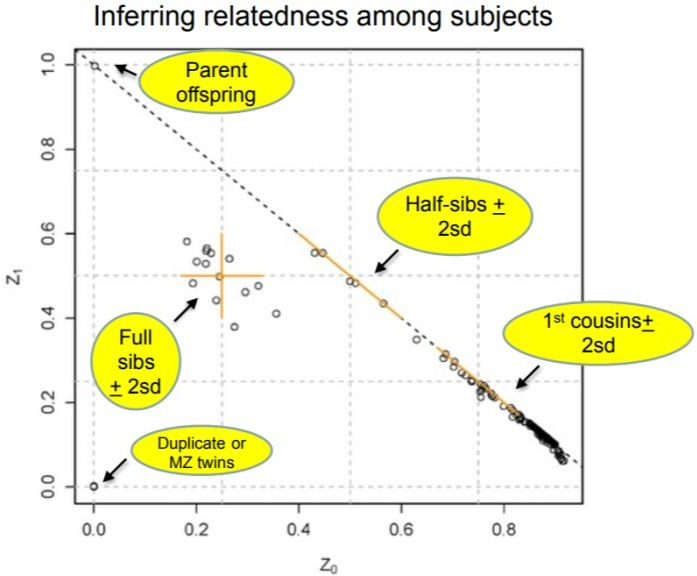 Inferring relatedness among subjects
Parent
offspring
Half-sibs ±
2sd
1st cousins±
2sd
Full
sibs
± 2sd
Duplicate or
MZ twins
Z1
1.0
0.8
0.6
0.4
0.2
0.0
0.0 0.2 0.4 0.6 0.8
Z0